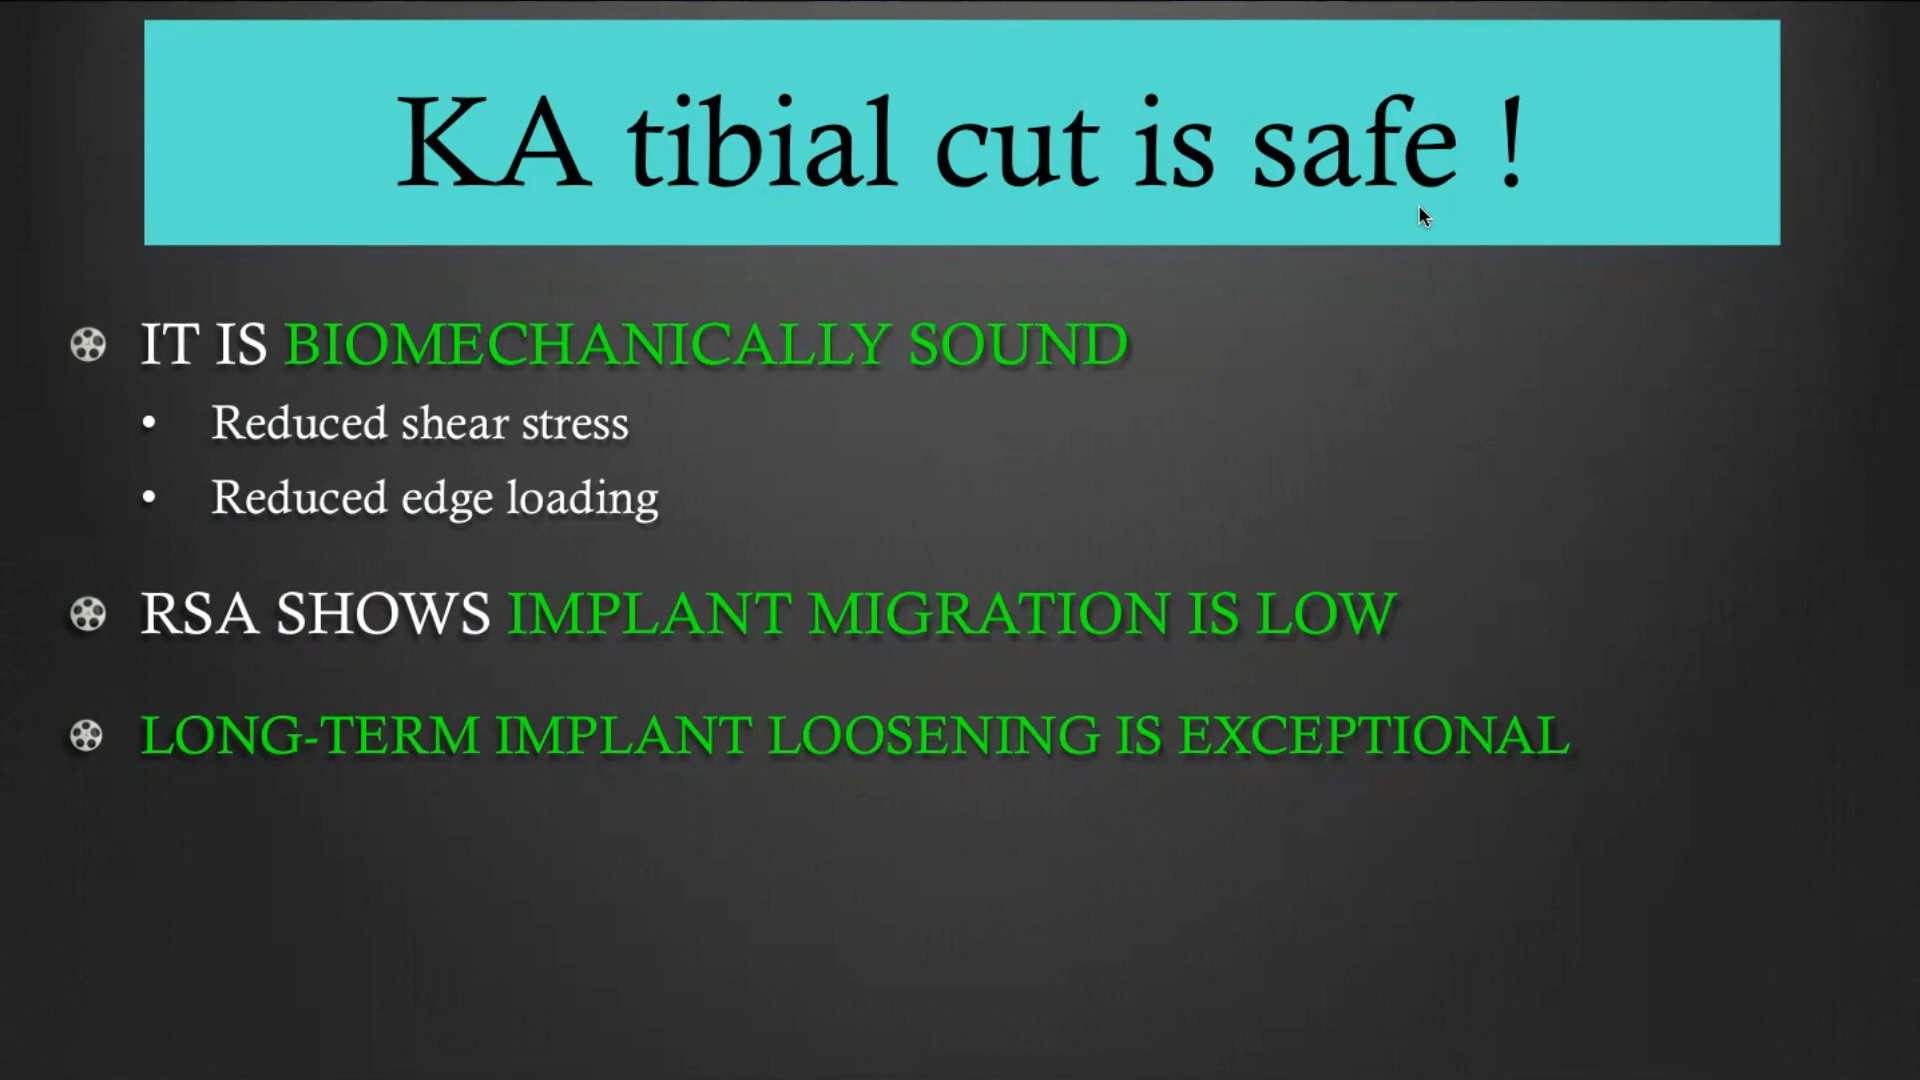 KA tibial cut is safe !
IT IS BIOMECHANICALLY SOUND
• Reduced shear stress
• Reduced edge loading
RSA SHOWS IMPLANT MIGRATION IS LOW
LONG-TERM IMPLANT LOOSENING IS EXCEPTIONAL